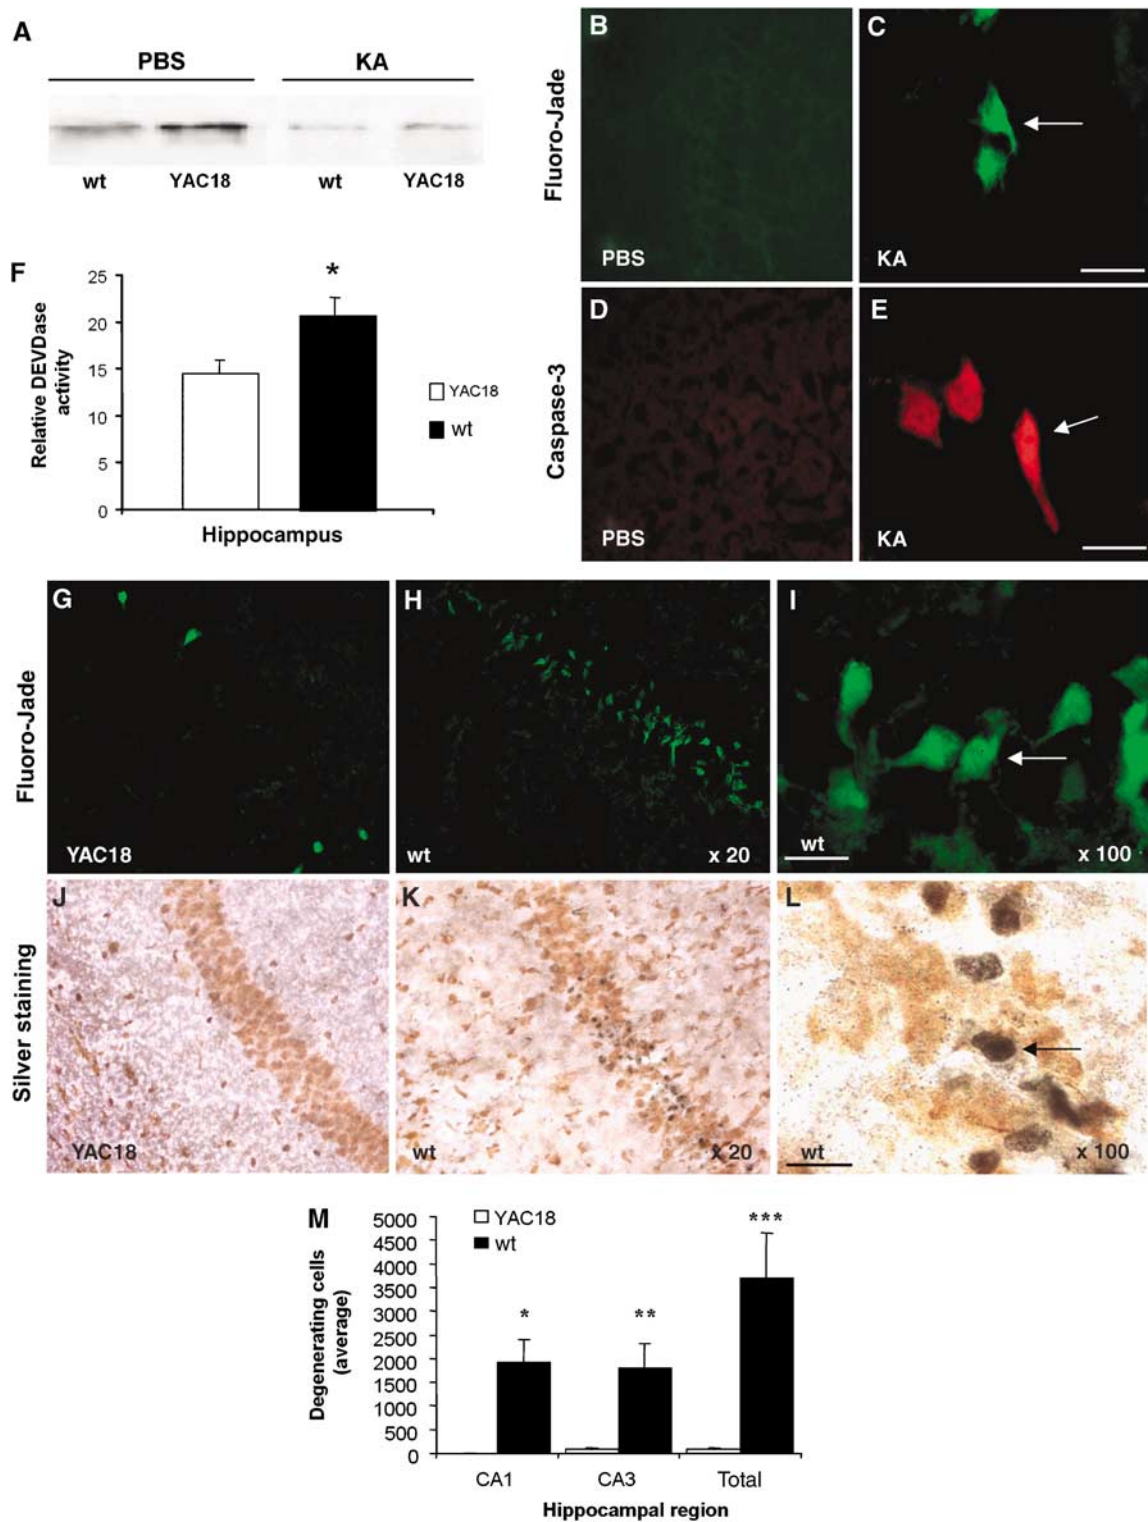 A
PBS KA
wt YAC18 wt YAC18
Fluoro-Jade
B
PBS
C
KA
Caspase-3
D
PBS
E
KA
F
Relative DEVDase
activity
25
20
15
10
5
0
*
Hippocampus
YAC18
wt
Fluoro-Jade
G
YAC18
H
wt x 20
I
wt x 100
Silver staining
J
YAC18
K
wt x 20
L
wt x 100
M
Degenerating cells
(average)
5000
4500
4000
3500
3000
2500
2000
1500
1000
500
0
YAC18
wt
* ** ***
CA1 CA3 Total
Hippocampal region